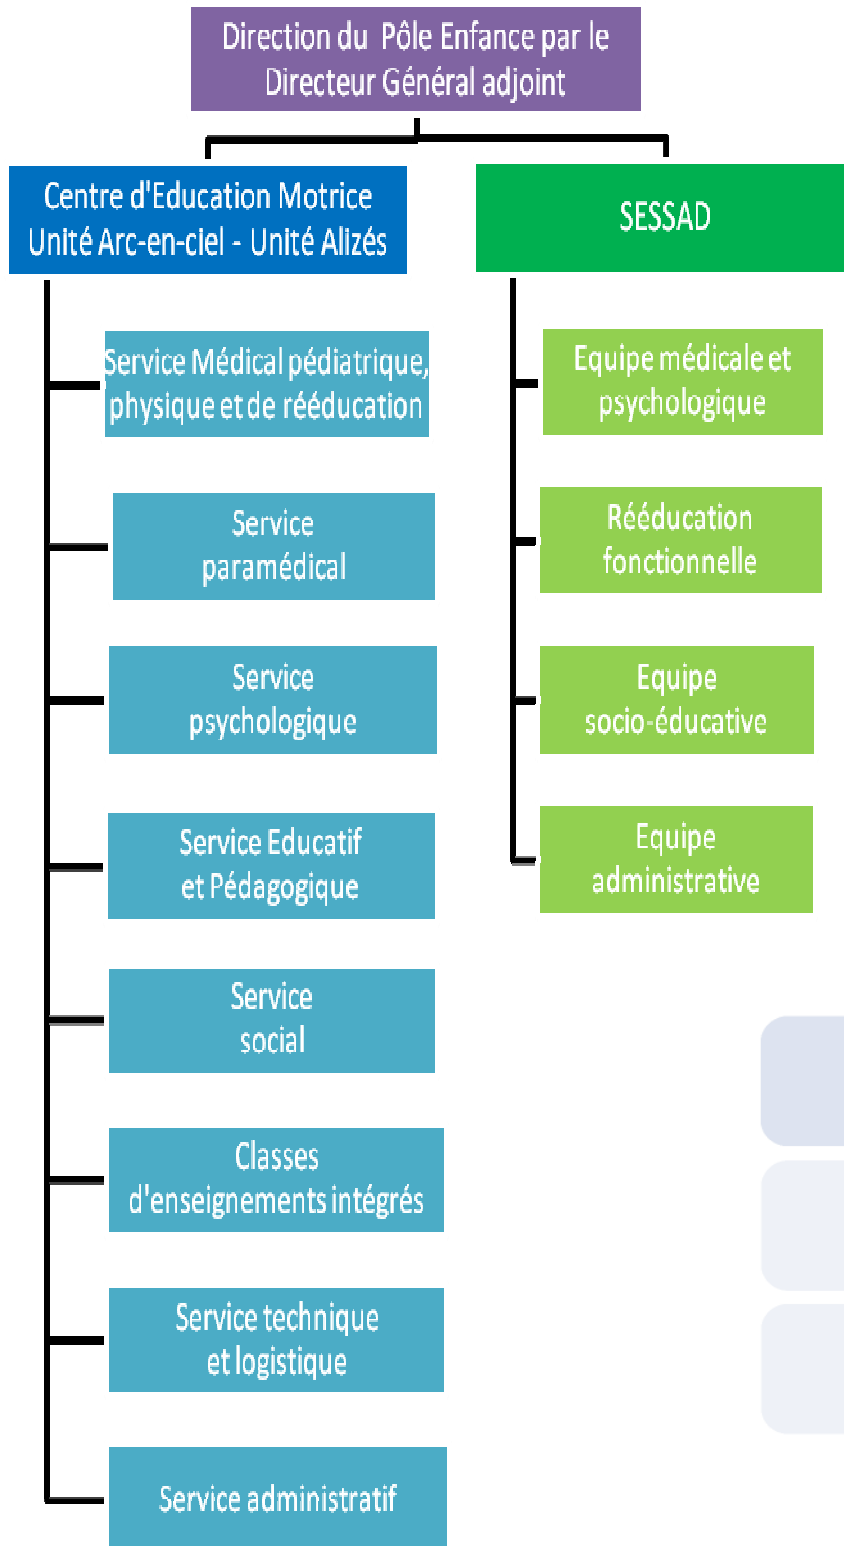 Direction du Pôle Enfance par le
Directeur Général adjoint
Centre d'Education Motrice
Unité Arc-en-ciel - Unité Alizés
Service Médical pédiatrique,
physique et de rééducation
Service
paramédical
Service
psychologique
Service Educatif
et Pédagogique
Service
social
Classes
d'enseignements intégrés
Service technique
et logistique
Service administratif
SESSAD
Equipe médicale et
psychologique
Rééducation
fonctionnelle
Equipe
socio-éducative
Equipe
administrative